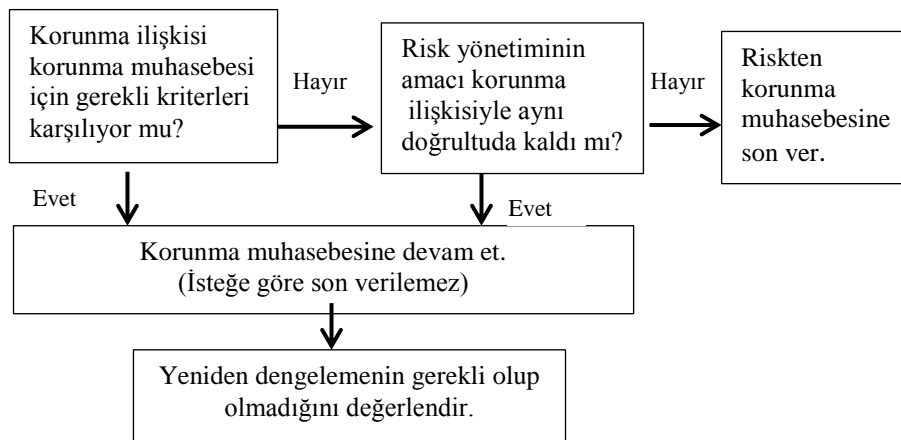 Korunma ilişkisi
korunma muhasebesi
için gerekli kriterleri
karşılıyor mu?
Hayır
Risk yönetiminin
amacı korunma
ilişkisiyle aynı
doğrultuda kaldı mı?
Hayır
Riskten
korunma
muhasebesine
son ver.
Evet
Evet
Korunma muhasebesine devam et.
(İsteğe göre son verilemez)
Yeniden dengelemenin gerekli olup
olmadığını değerlendir.